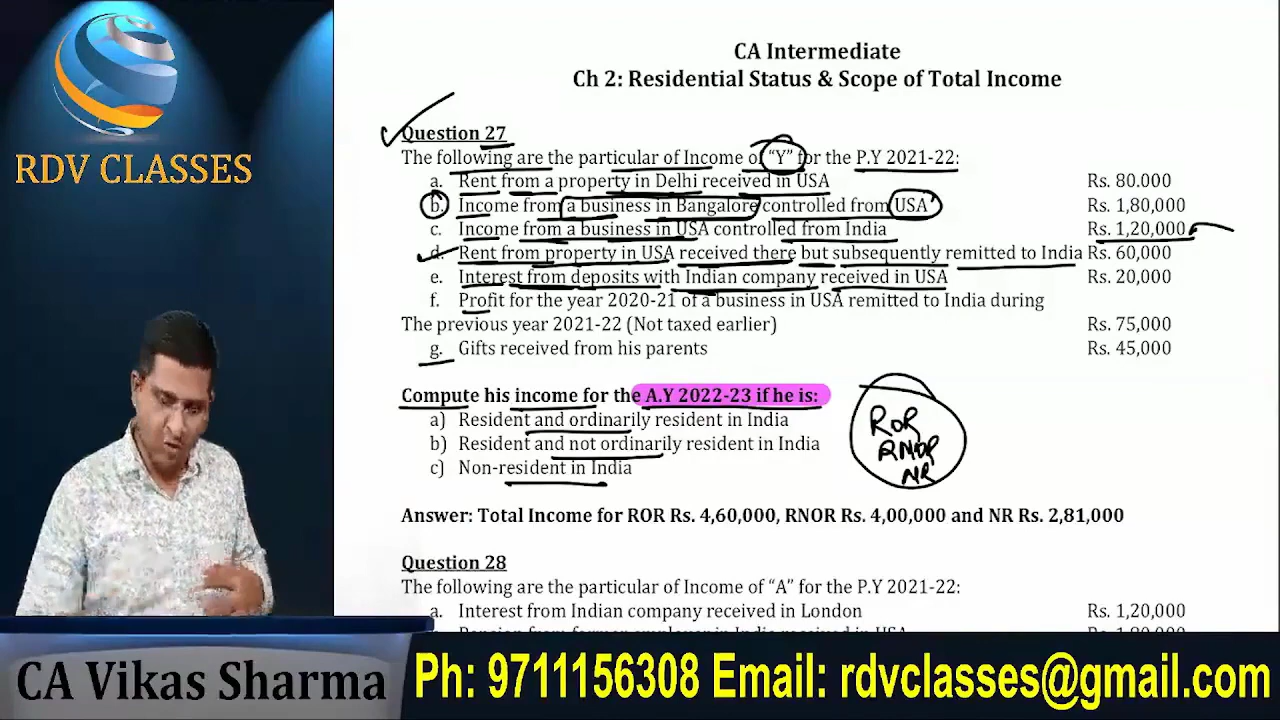 RDV CLASSES
CA Intermediate
Ch 2: Residential Status & Scope of Total Income
Question 27
The following are the particular of Income of “Y” for the P.Y 2021-22:
a. Rent from a property in Delhi received in USA Rs. 80.000
b. Income from a business in Bangalore controlled from USA Rs. 1,80,000
c. Income from a business in USA controlled from India Rs. 1,20,000
d. Rent from property in USA received there but subsequently remitted to India Rs. 60,000
e. Interest from deposits with Indian company received in USA Rs. 20,000
f. Profit for the year 2020-21 of a business in USA remitted to India during
The previous year 2021-22 (Not taxed earlier) Rs. 75,000
g. Gifts received from his parents Rs. 45,000
Compute his income for the A.Y 2022-23 if he is:
a) Resident and ordinarily resident in India
b) Resident and not ordinarily resident in India
c) Non-resident in India
ROR
RNOR
NR
Answer: Total Income for ROR Rs. 4,60,000, RNOR Rs. 4,00,000 and NR Rs. 2,81,000
Question 28
The following are the particular of Income of “A” for the P.Y 2021-22:
a. Interest from Indian company received in London Rs. 1,20,000
CA Vikas Sharma
Ph: 9711156308 Email: rdvclasses@gmail.com